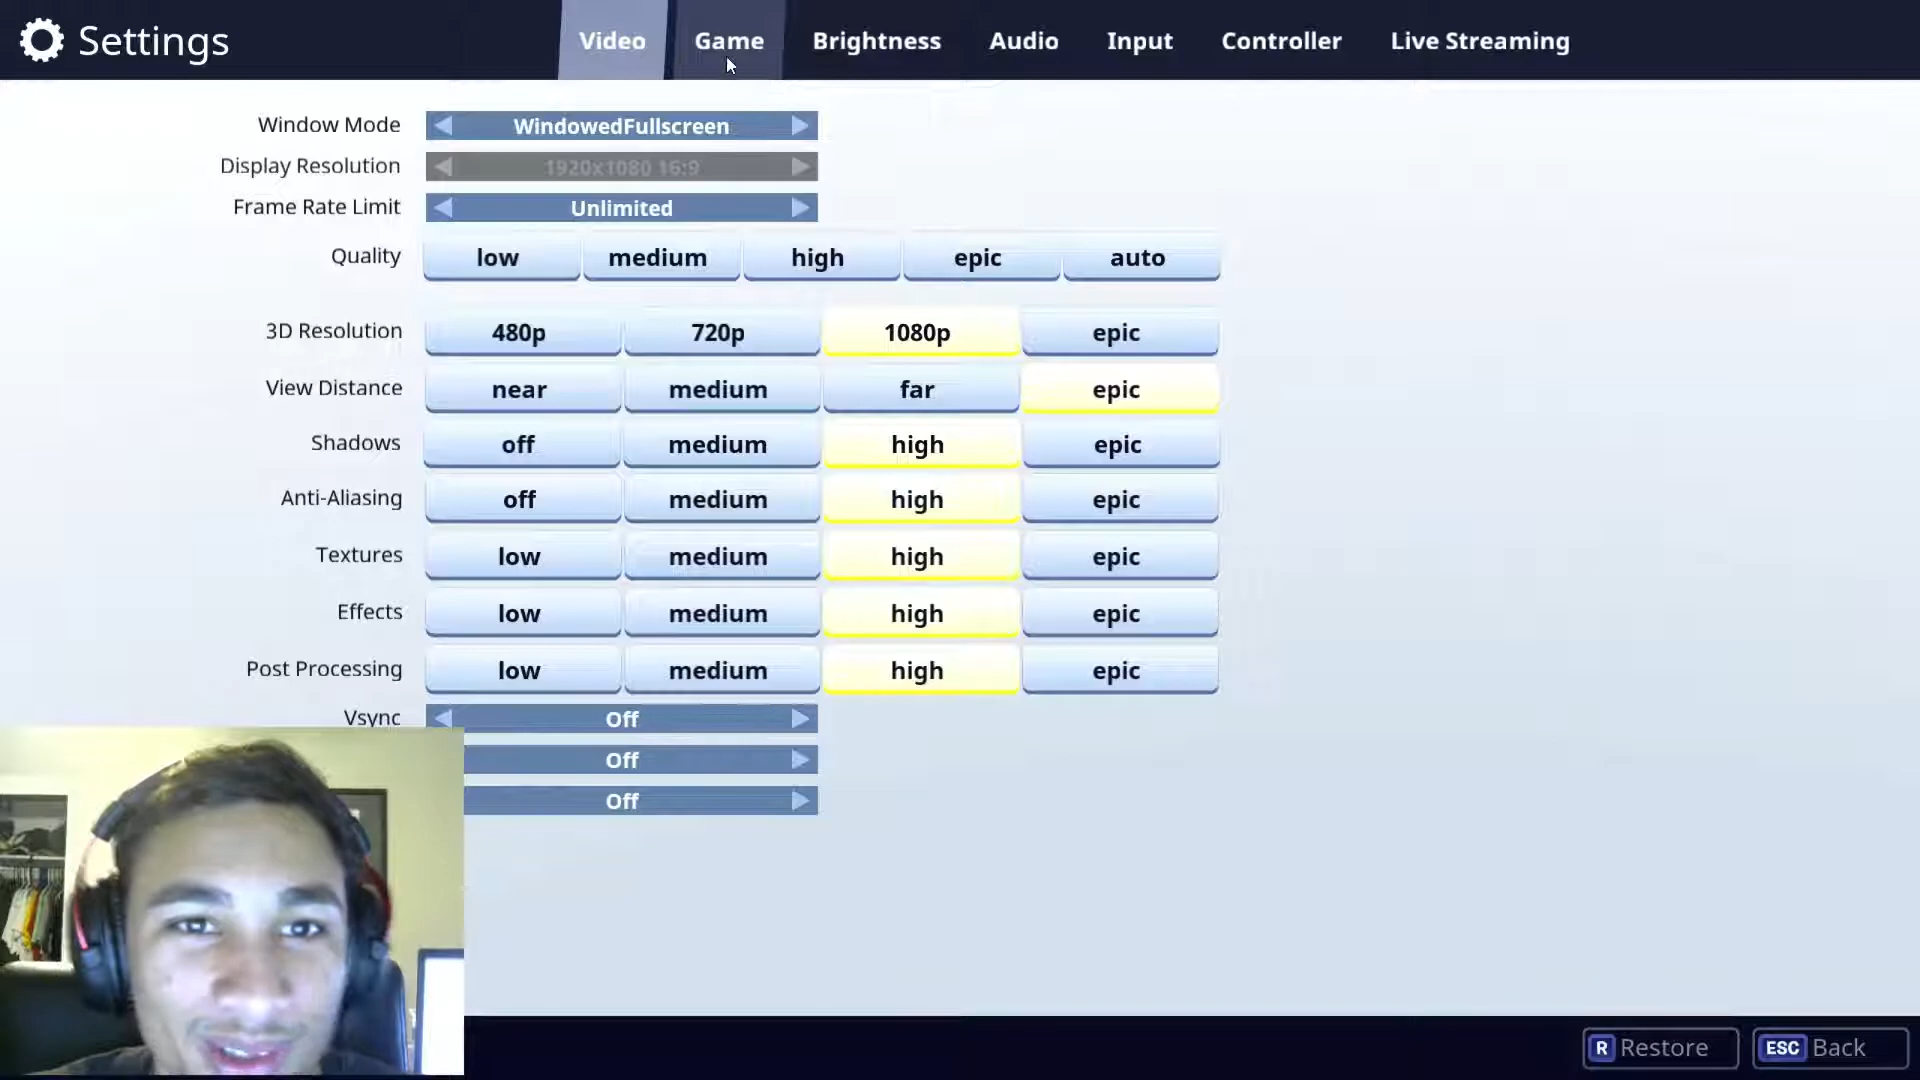 Settings
Video Game Brightness Audio Input Controller Live Streaming
Window Mode WindowedFullscreen
Display Resolution 1920x1080 16:9
Frame Rate Limit Unlimited
Quality low medium high epic auto
3D Resolution 480p 720p 1080p epic
View Distance near medium far epic
Shadows off medium high epic
Anti-Aliasing off medium high epic
Textures low medium high epic
Effects low medium high epic
Post Processing low medium high epic
Vsync Off
Off
Off
R Restore ESC Back